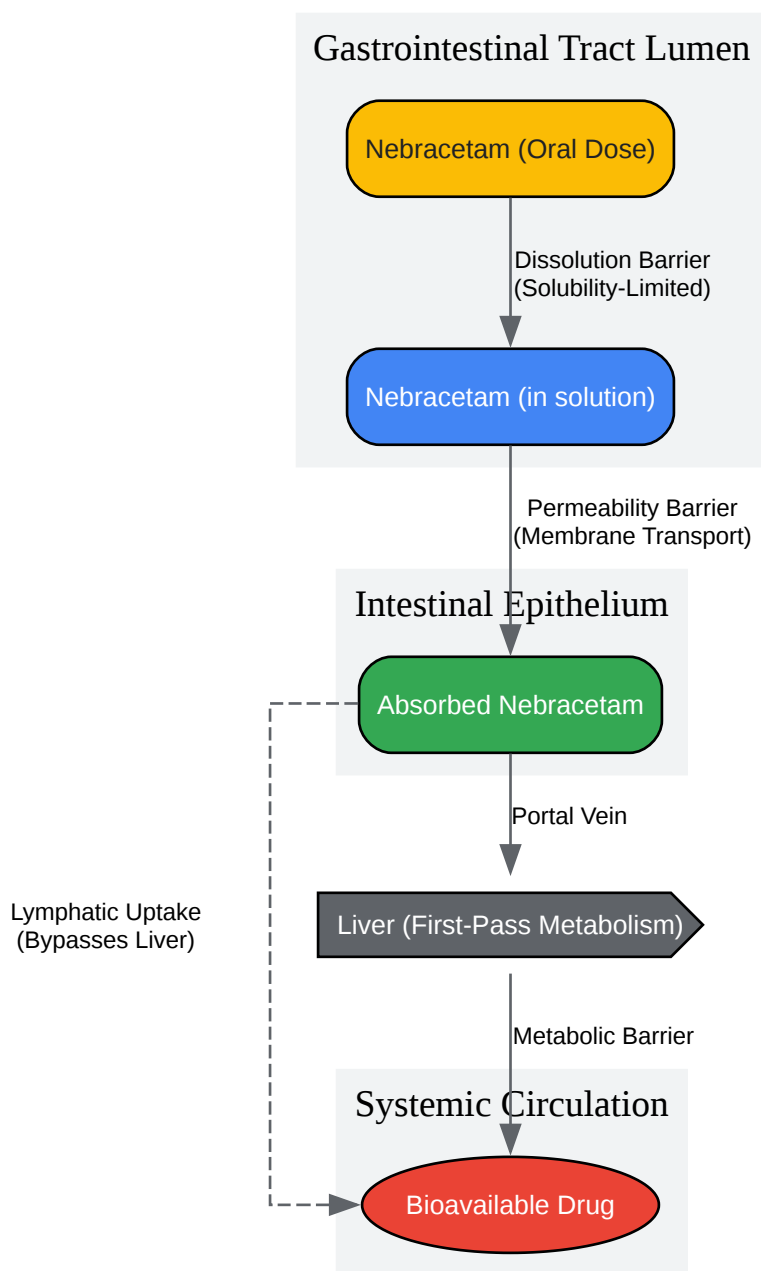 Gastrointestinal Tract Lumen
Nebracetam (Oral Dose)
Dissolution Barrier
(Solubility-Limited)
Nebracetam (in solution)
Permeability Barrier
(Membrane Transport)
Intestinal Epithelium
Absorbed Nebracetam
Portal Vein
Lymphatic Uptake
(Bypasses Liver)
Liver (First-Pass Metabolism)
Metabolic Barrier
Systemic Circulation
Bioavailable Drug